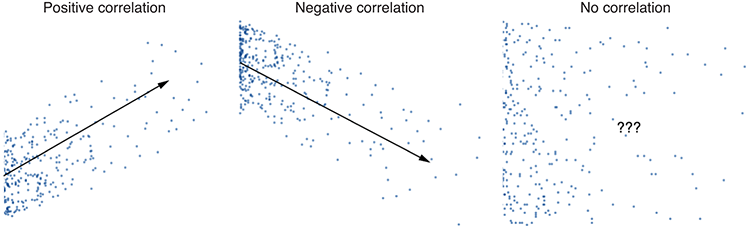 Positive correlation
Negative correlation
No correlation
???